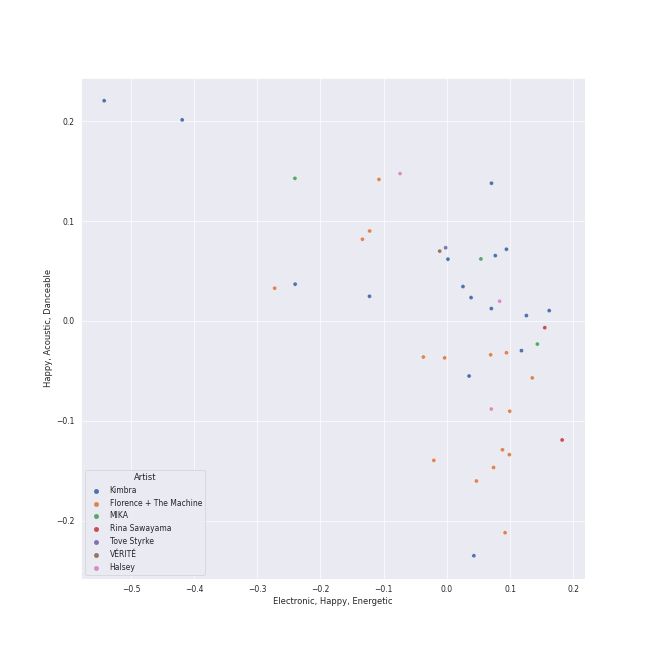 0.2
0.1
0.0
−0.1
−0.2
Happy, Acoustic, Danceable
Artist
Kimbra
Florence + The Machine
MIKA
Rina Sawayama
Tove Styrke
VÉRITÉ
Halsey
−0.5 −0.4 −0.3 −0.2 −0.1 0.0 0.1 0.2
Electronic, Happy, Energetic